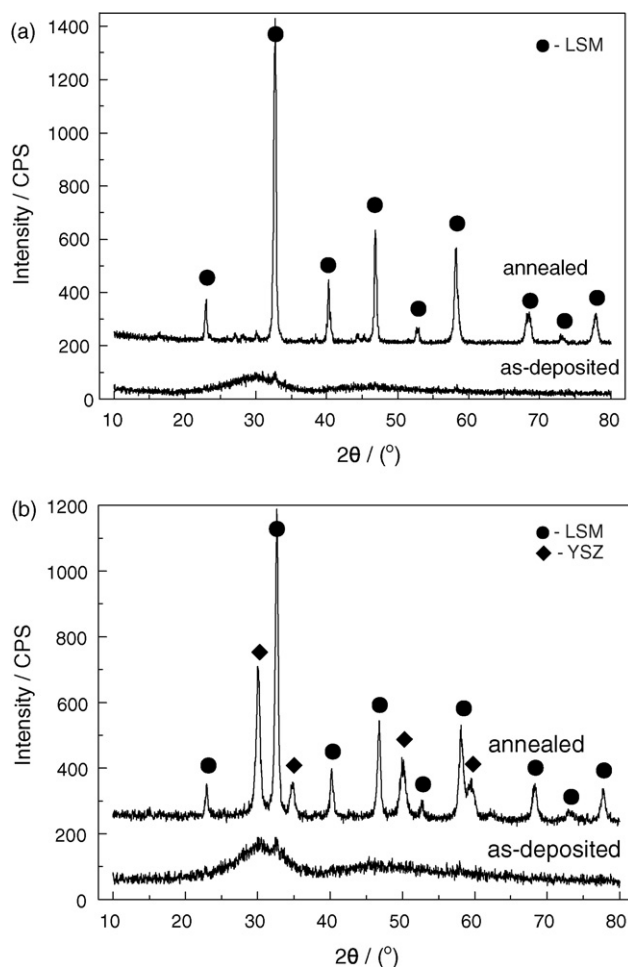 (a)
1400
1200
1000
800
600
400
200
0
Intensity / CPS
● - LSM
annealed
as-deposited
10 20 30 40 50 60 70 80
2θ / (°)
(b)
1200
1000
800
600
400
200
0
Intensity / CPS
● - LSM
◆ - YSZ
annealed
as-deposited
10 20 30 40 50 60 70 80
2θ / (°)